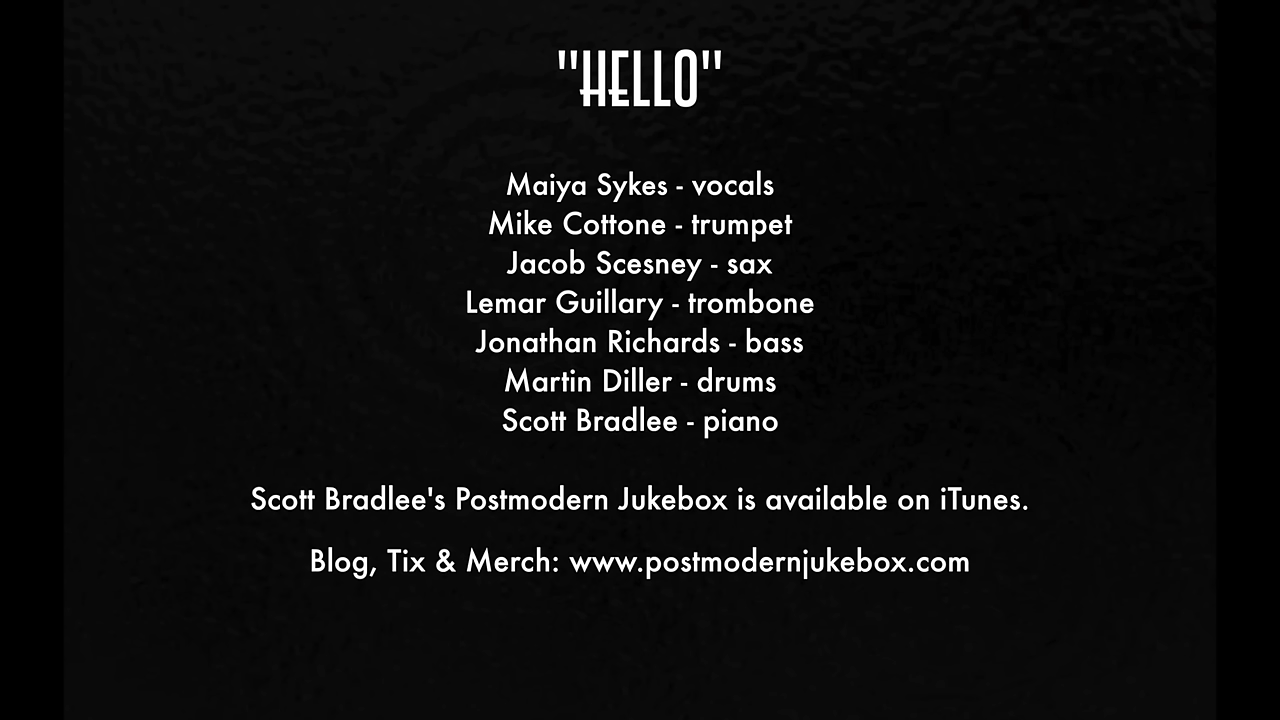 "HELLO"
Maiya Sykes - vocals
Mike Cottone - trumpet
Jacob Scesney - sax
Lemar Guillary - trombone
Jonathan Richards - bass
Martin Diller - drums
Scott Bradlee - piano
Scott Bradlee's Postmodern Jukebox is available on iTunes.
Blog, Tix & Merch: www.postmodernjukebox.com